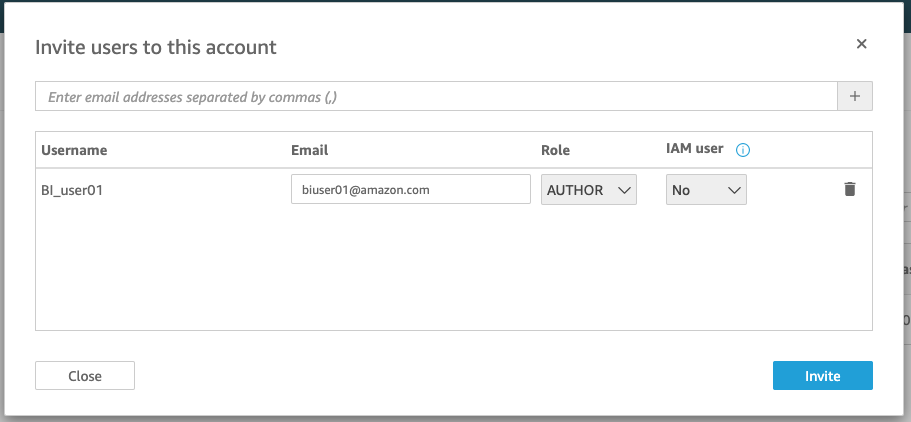 Invite users to this account
Enter email addresses separated by commas (,)
Username Email Role IAM user
BI_user01 biuser01@amazon.com AUTHOR No
Close Invite